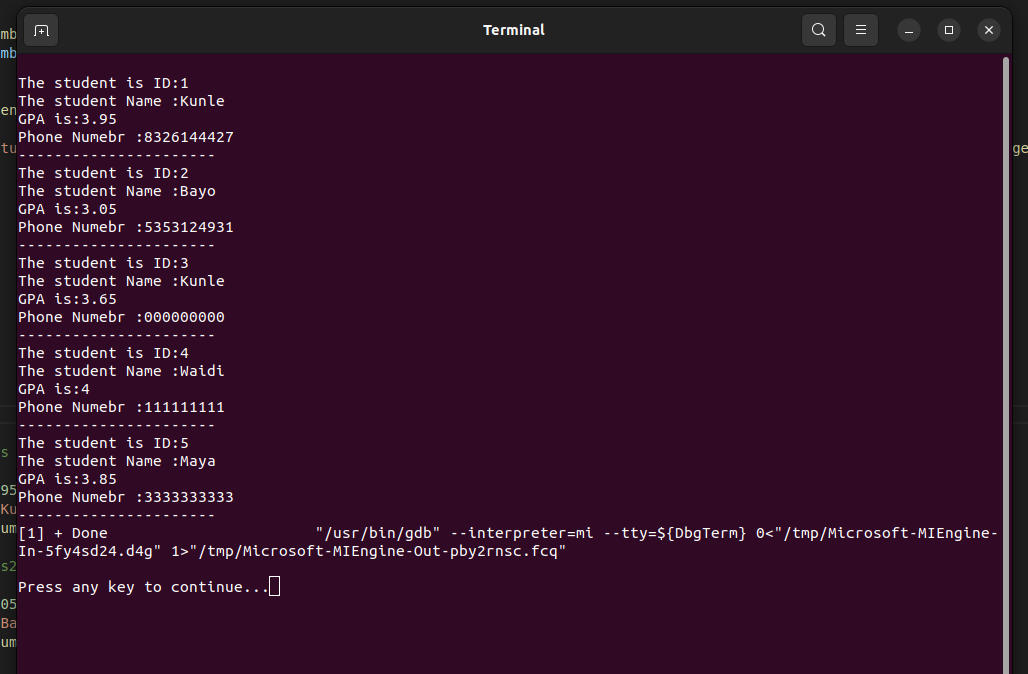 Terminal
The student is ID:1
The student Name :Kunle
GPA is:3.95
Phone Numebr :8326144427
----------------------
The student is ID:2
The student Name :Bayo
GPA is:3.05
Phone Numebr :5353124931
----------------------
The student is ID:3
The student Name :Kunle
GPA is:3.65
Phone Numebr :000000000
----------------------
The student is ID:4
The student Name :Waidi
GPA is:4
Phone Numebr :111111111
----------------------
The student is ID:5
The student Name :Maya
GPA is:3.85
Phone Numebr :3333333333
----------------------
[1] + Done                       "/usr/bin/gdb" --interpreter=mi --tty=${DbgTerm} 0<"/tmp/Microsoft-MIEngine-
In-5fy4sd24.d4g" 1>"/tmp/Microsoft-MIEngine-Out-pby2rnsc.fcq"
Press any key to continue...